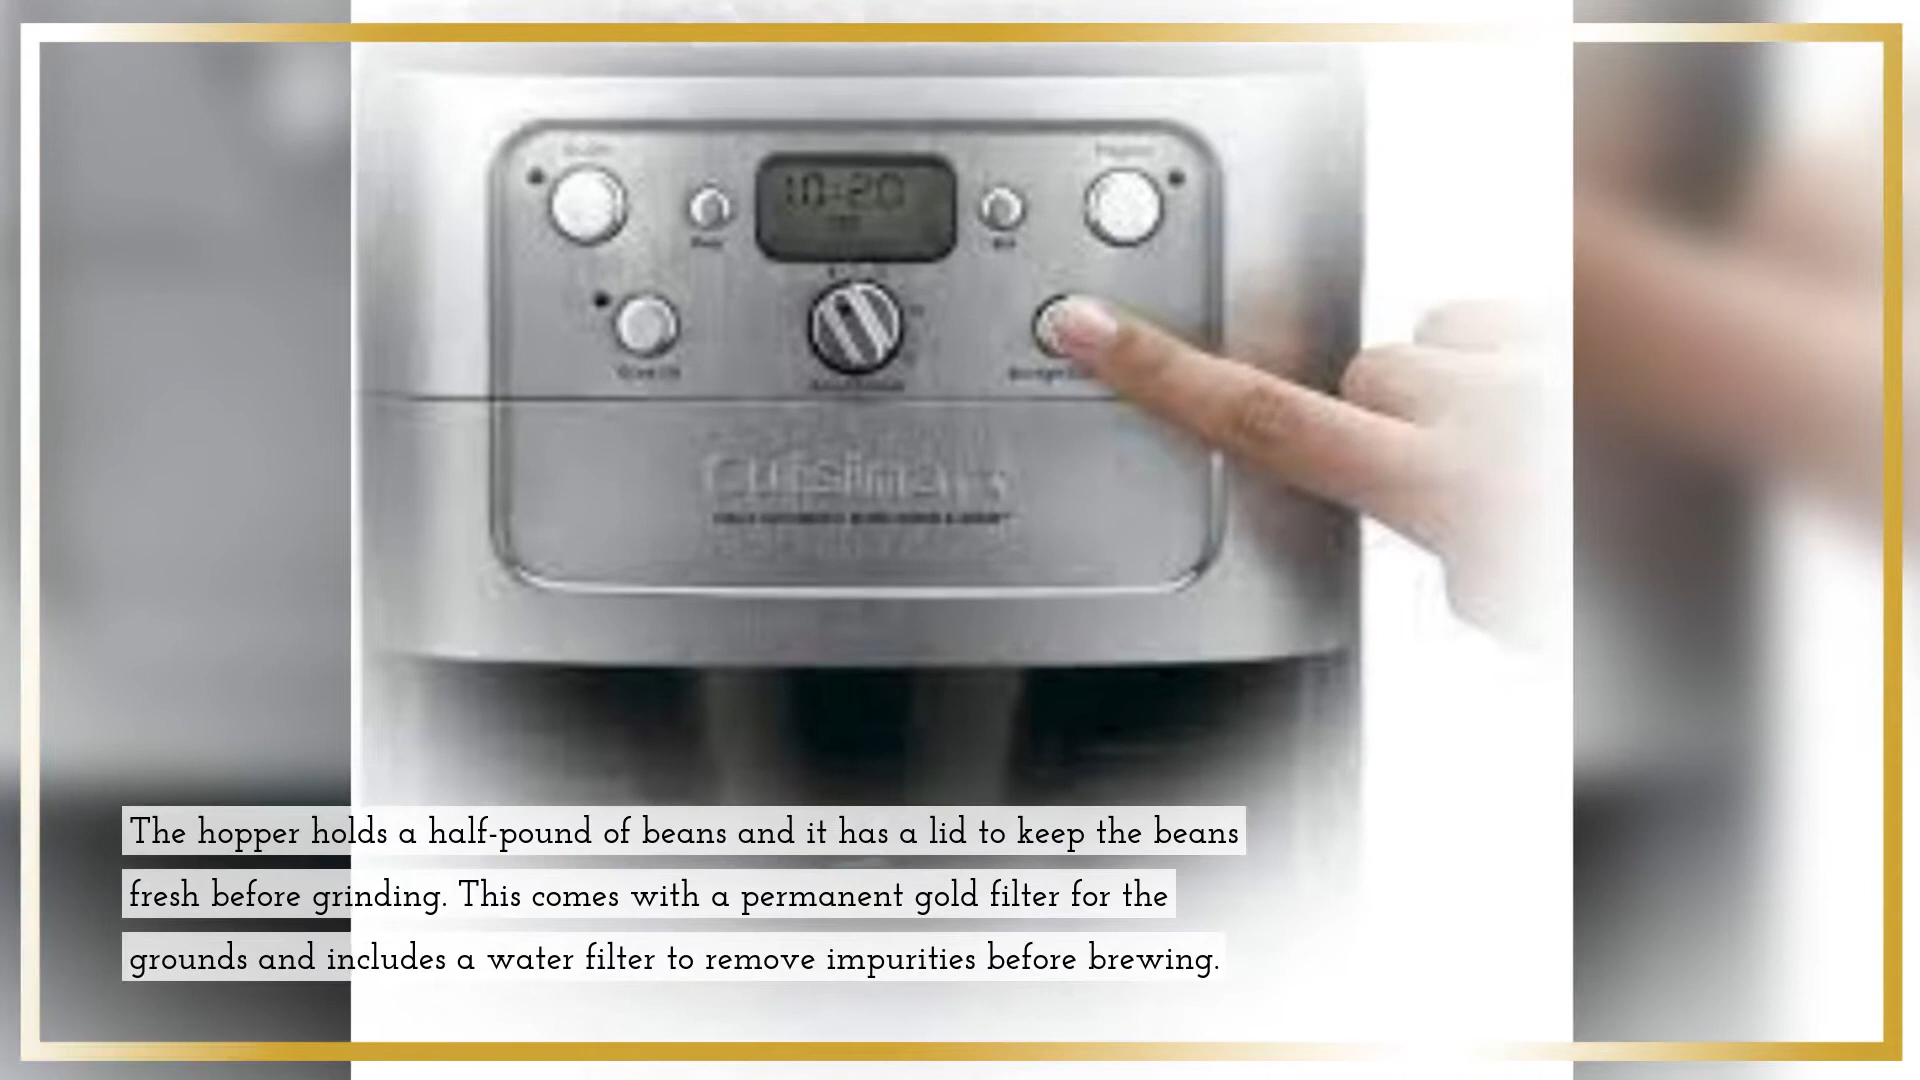 10:20
Cuisinart
The hopper holds a half-pound of beans and it has a lid to keep the beans
fresh before grinding. This comes with a permanent gold filter for the
grounds and includes a water filter to remove impurities before brewing.